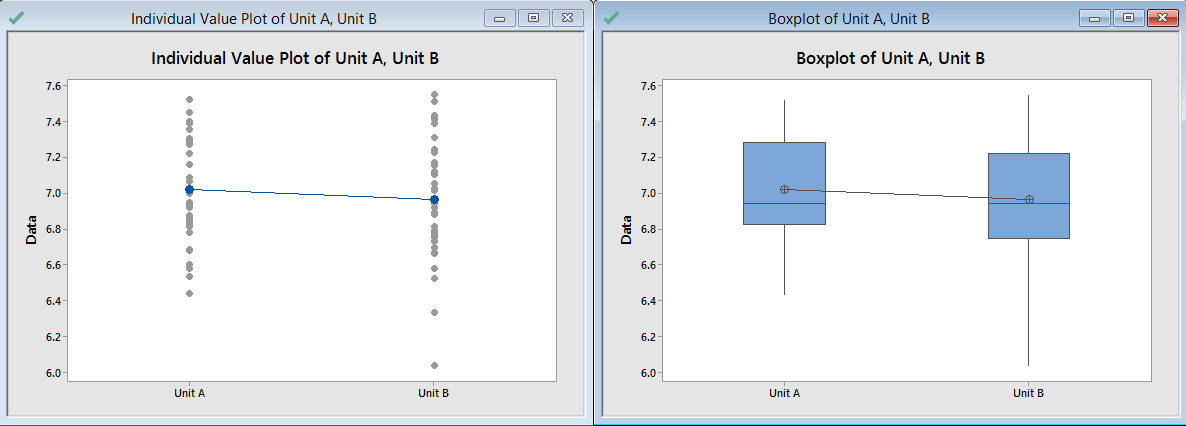 Individual Value Plot of Unit A, Unit B
Individual Value Plot of Unit A, Unit B
7.6
7.4
7.2
7.0
6.8
6.6
6.4
6.2
6.0
Data
Unit A
Unit B
Boxplot of Unit A, Unit B
Boxplot of Unit A, Unit B
7.6
7.4
7.2
7.0
6.8
6.6
6.4
6.2
6.0
Data
Unit A
Unit B